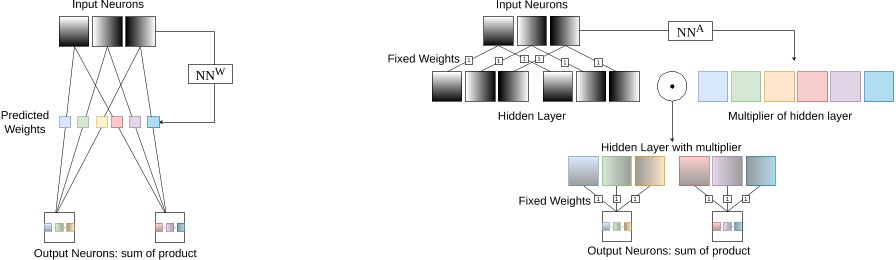 Input Neurons
NNW
Predicted
Weights
Output Neurons: sum of product
Input Neurons
NNA
Fixed Weights
1 1 1 1 1 1
Hidden Layer
Multiplier of hidden layer
Hidden Layer with multiplier
Fixed Weights
1 1 1 1 1 1
Output Neurons: sum of product